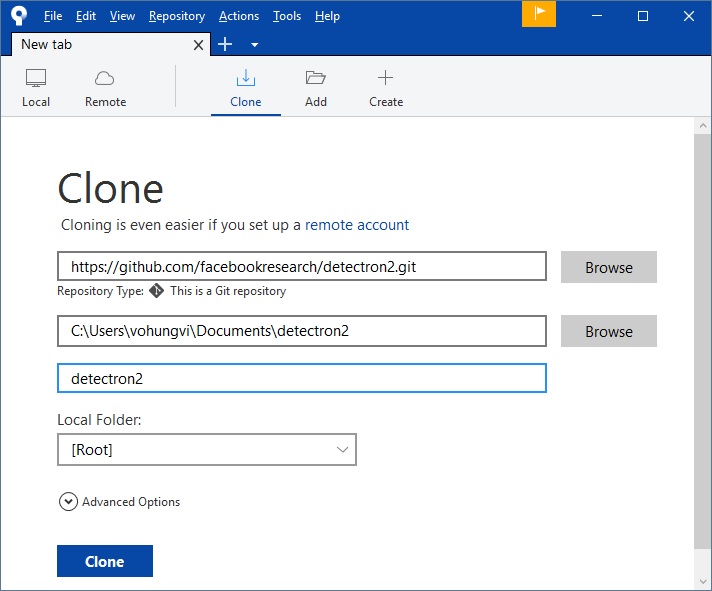 File Edit View Repository Actions Tools Help
New tab
Local Remote Clone Add Create
Clone
Cloning is even easier if you set up a remote account
https://github.com/facebookresearch/detectron2.git Browse
Repository Type: This is a Git repository
C:\Users\vohungvi\Documents\detectron2 Browse
detectron2
Local Folder:
[Root]
Advanced Options
Clone